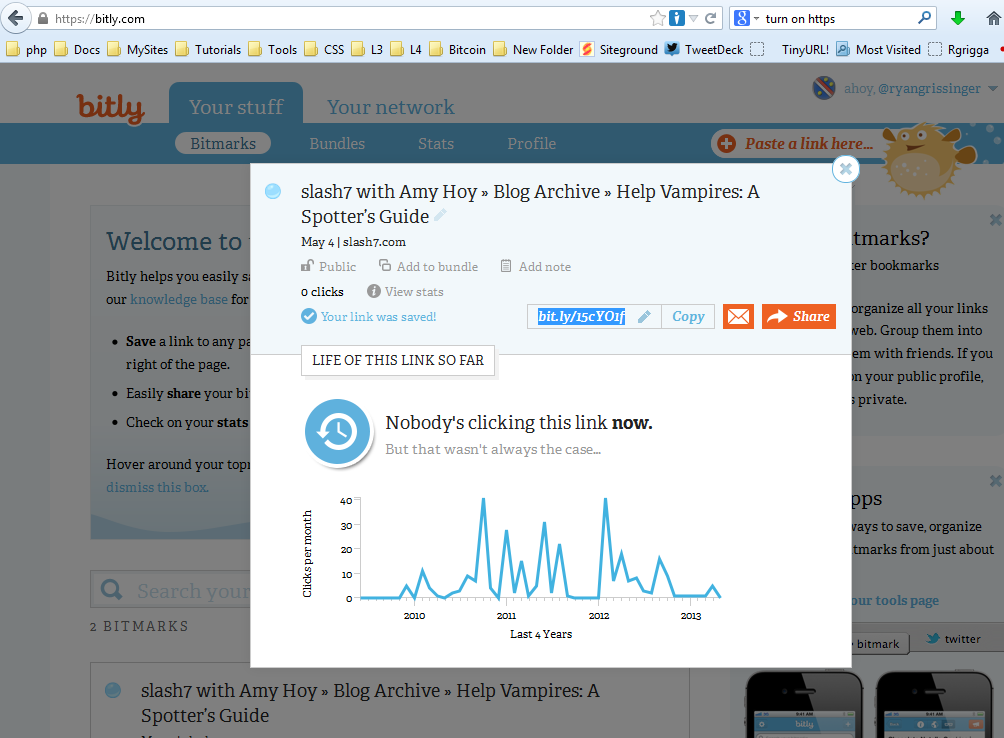 https://bitly.com
turn on https
php Docs MySites Tutorials Tools CSS L3 L4 Bitcoin New Folder Siteground TweetDeck TinyURL! Most Visited Rgrigga
bitly
Your stuff Your network
ahoy, @ryangrissinger
Bitmarks Bundles Stats Profile
Paste a link here...
slash7 with Amy Hoy » Blog Archive » Help Vampires: A
Spotter's Guide
May 4 | slash7.com
Public Add to bundle Add note
0 clicks View stats
Your link was saved!
bit.ly/15cYO1f Copy Share
LIFE OF THIS LINK SO FAR
Nobody's clicking this link now.
But that wasn't always the case...
Clicks per month
40
30
20
10
0
2010 2011 2012 2013
Last 4 Years
Welcome to
Bitly helps you easily
our knowledge base for
Save a link to any
right of the page.
Easily share your
Check on your stats
Hover around your
dismiss this box.
Search your
2 BITMARKS
slash7 with Amy Hoy » Blog Archive » Help Vampires: A
Spotter's Guide
bookmarks
organize all your links
web. Group them into
with friends. If you
on your public profile,
private.
ways to save, organize
from just about
our tools page
bitmark twitter
9:41 AM 9:41 AM
bitly